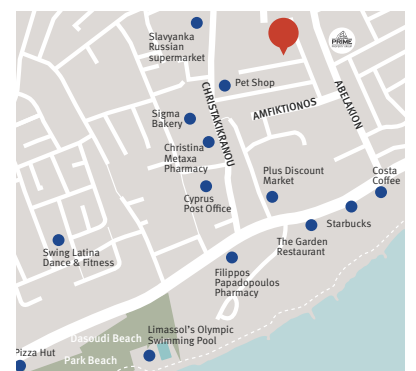 Slavyanka
Russian
supermarket
PRIME
Pet Shop
CHRISTAKIKRANOU
ABELAKION
AMFIKTIONOS
Sigma
Bakery
Christina
Metaxa
Pharmacy
Plus Discount
Market
Costa
Coffee
Cyprus
Post Office
Starbucks
The Garden
Restaurant
Swing Latina
Dance & Fitness
Filippos
Papadopoulos
Pharmacy
Limassol's Olympic
Swimming Pool
Dasoudi Beach
Pizza Hut
Park Beach